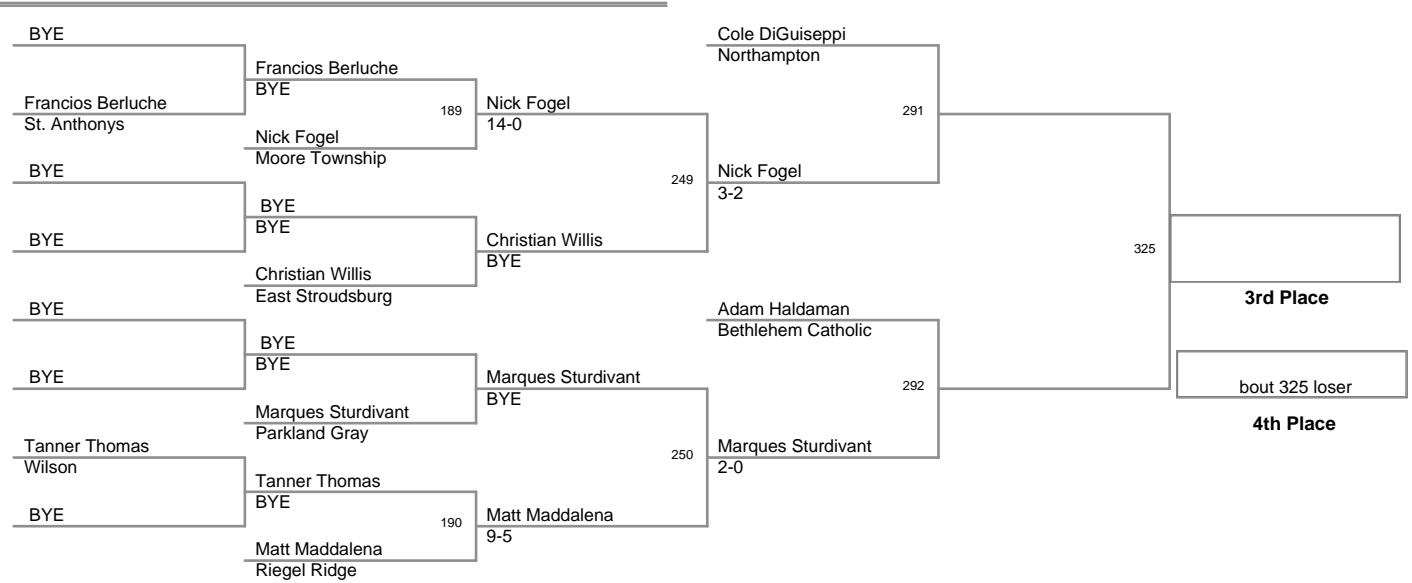 BYE
Francios Berluche
St. Anthonys
BYE
BYE
BYE
BYE
Tanner Thomas
Wilson
BYE
Francios Berluche
BYE
189
Nick Fogel
Moore Township
BYE
BYE
Christian Willis
East Stroudsburg
BYE
BYE
Marques Sturdivant
Parkland Gray
Tanner Thomas
BYE
190
Matt Maddalena
Riegel Ridge
Nick Fogel
14-0
249
Christian Willis
BYE
Marques Sturdivant
BYE
250
Matt Maddalena
9-5
Cole DiGuiseppi
Northampton
291
Nick Fogel
3-2
Adam Haldaman
Bethlehem Catholic
292
Marques Sturdivant
2-0
325
3rd Place
bout 325 loser
4th Place